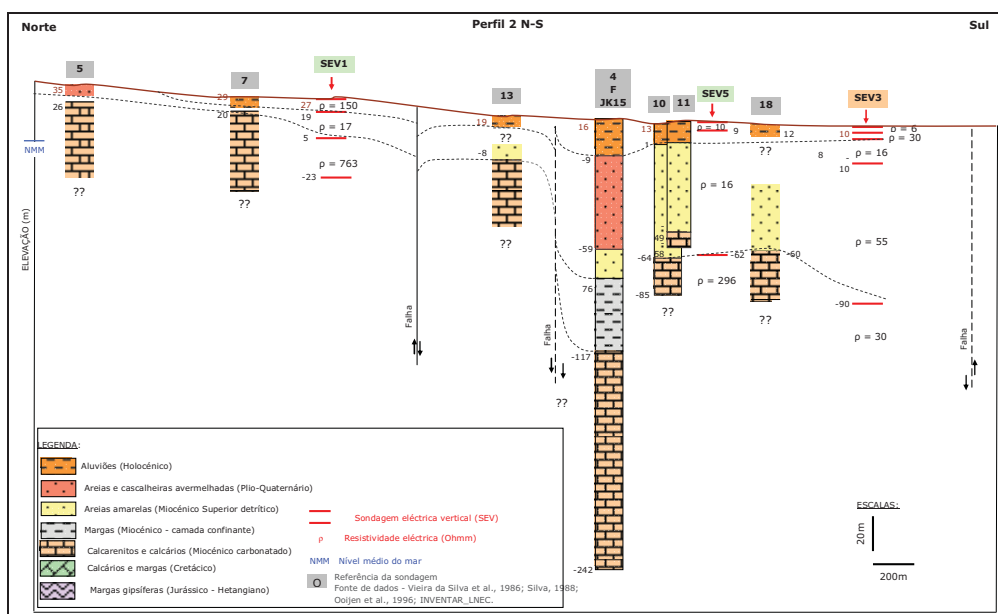 Norte
Perfil 2 N-S
Sul
5
7
SEV1
13
4
F
JK15
10
11
SEV5
18
SEV3
35
26
29
20
27
ρ = 150
19
ρ = 17
5
ρ = 763
-23
19
??
-8
16
-9
-59
76
-117
-242
13
1
-64
-85
49
68
ρ = 10
9
ρ = 16
-62
ρ = 296
12
??
-60
10
ρ = 6
ρ = 30
8
ρ = 16
-
10
ρ = 55
-90
ρ = 30
NMM
ELEVAÇÃO (m)
??
??
??
??
??
??
Falha
Falha
Falha
LEGENDA:
Aluviões (Holocénico)
Areias e cascalheiras avermelhadas (Plio-Quaternário)
Areias amarelas (Miocénico Superior detrítico)
Margas (Miocénico - camada confinante)
Calcarenitos e calcários (Miocénico carbonatado)
Calcários e margas (Cretácico)
Margas gipsíferas (Jurássico - Hetangiano)
Sondagem eléctrica vertical (SEV)
ρ Resistividade eléctrica (Ohmm)
NMM Nível médio do mar
O Referência da sondagem
Fonte de dados - Vieira da Silva et al., 1986; Silva, 1988;
Ooijen et al., 1996; INVENTAR_LNEC.
ESCALAS:
20m
200m